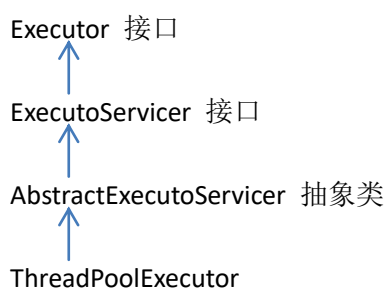 Executor 接口
ExecutoServicer 接口
AbstractExecutoServicer 抽象类
ThreadPoolExecutor